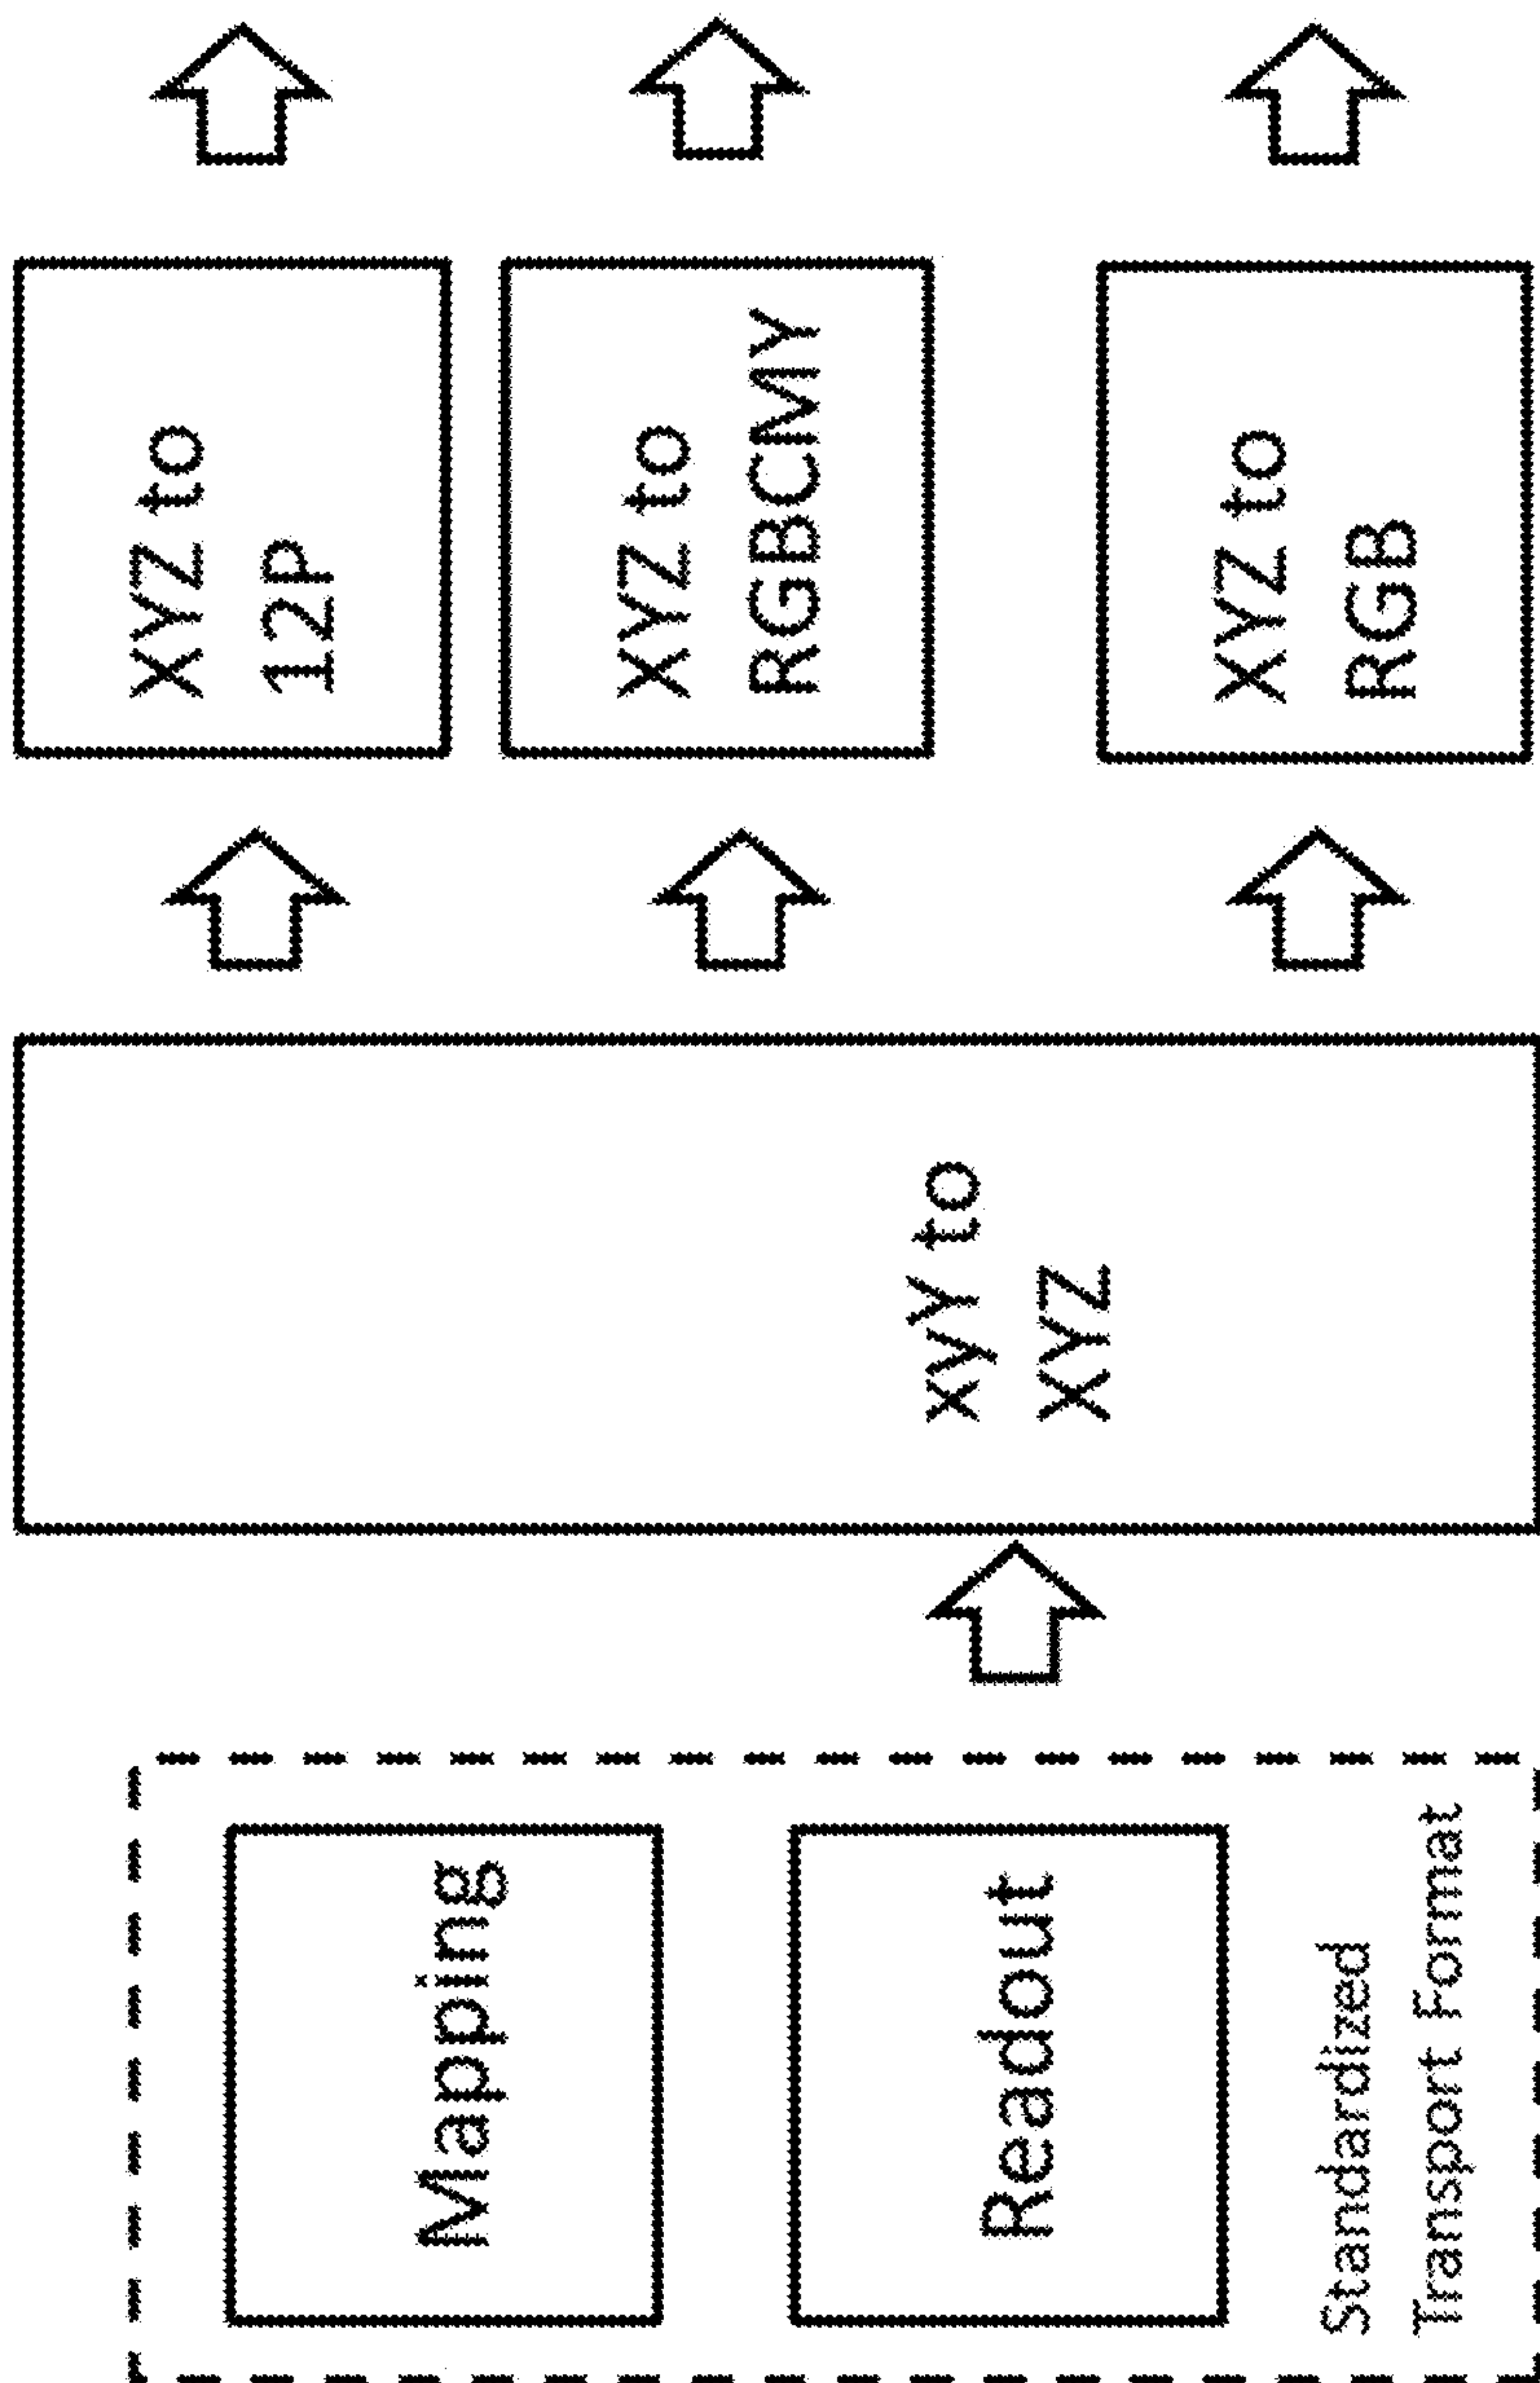 Mapping
Readout
Standardized
Transport Format
xyY to
XYZ
XYZ to
12P
XYZ to
RGBCMY
XYZ to
RGB